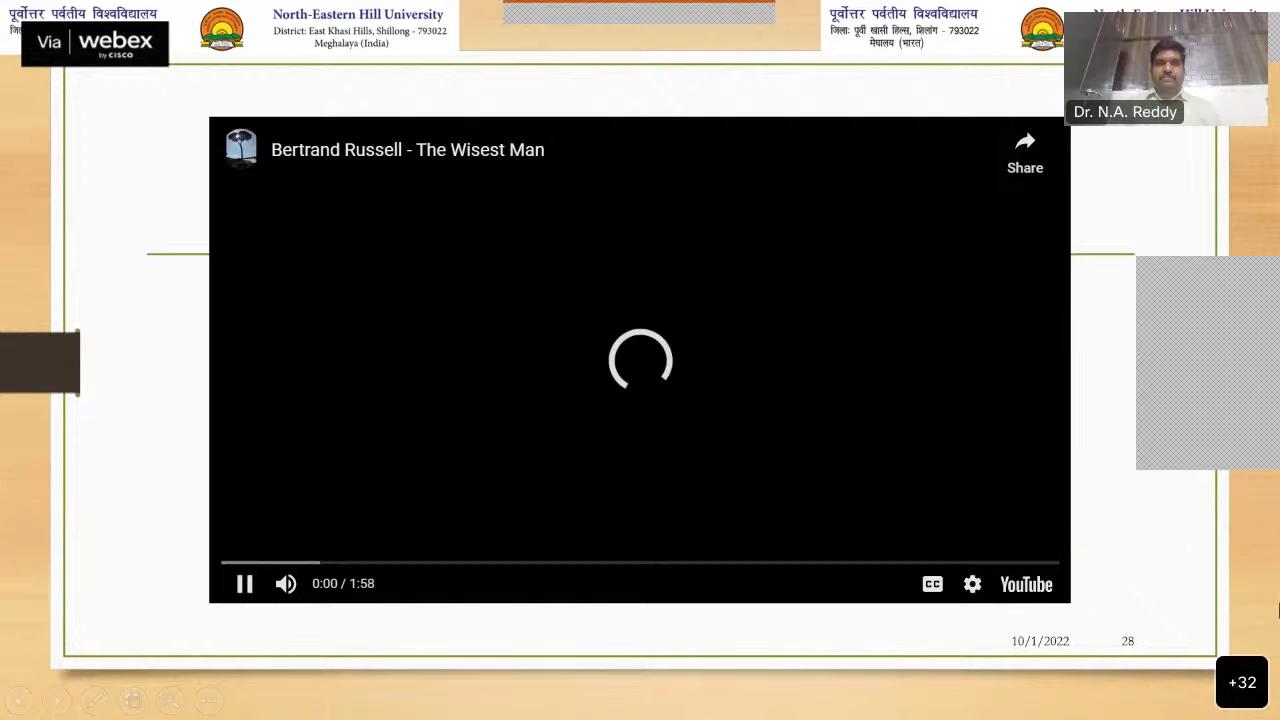 पूर्वोत्तर पर्वतीय विश्वविद्यालय
North-Eastern Hill University
District: East Khasi Hills, Shillong - 793022
Meghalaya (India)
पूर्वोत्तर पर्वतीय विश्वविद्यालय
जिला: पूर्वी खासी हिल्स, शिलांग - 793022
मेघालय (भारत)
Via webex
by CISCO
Dr. N.A. Reddy
Bertrand Russell - The Wisest Man
Share
0:00 / 1:58
CC
YouTube
10/1/2022
28
+32